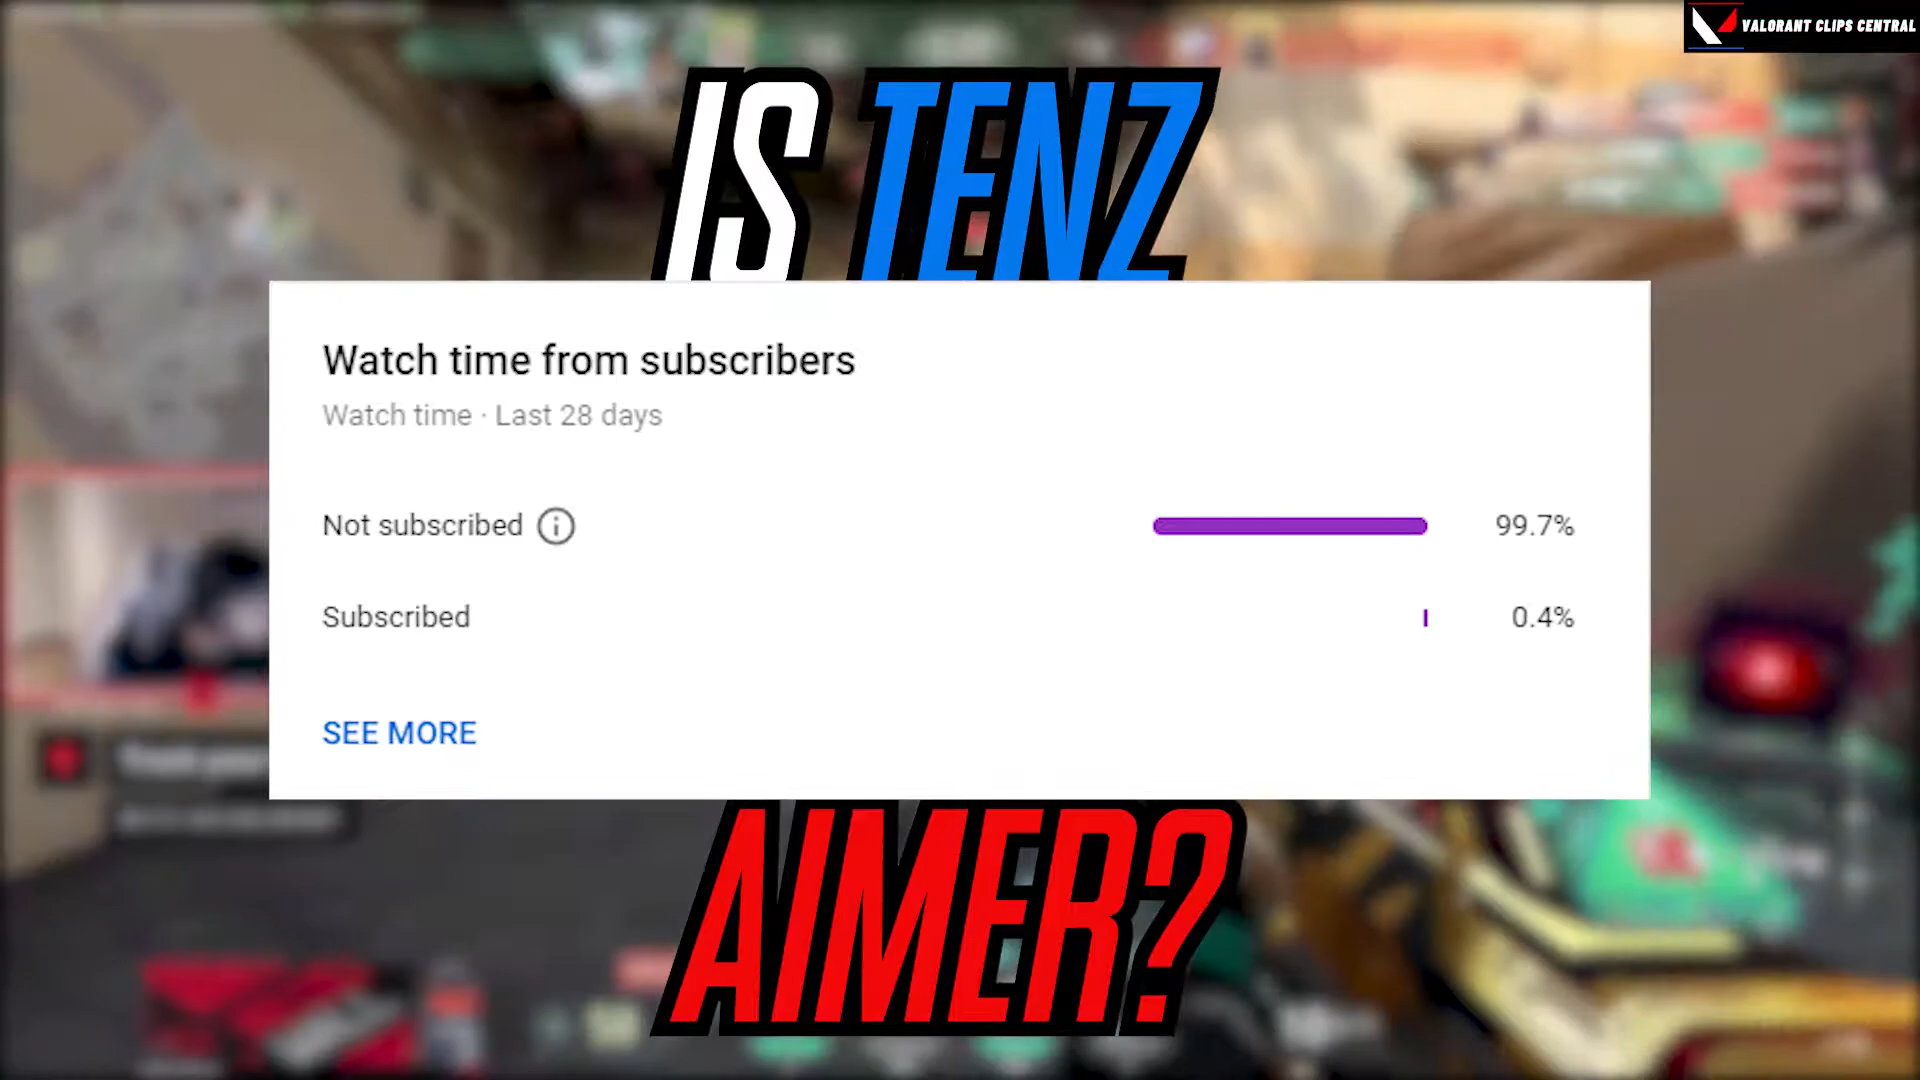 VALORANT CLIPS CENTRAL
IS TENZ
Watch time from subscribers
Watch time · Last 28 days
Not subscribed 99.7%
Subscribed 0.4%
SEE MORE
AIMER?